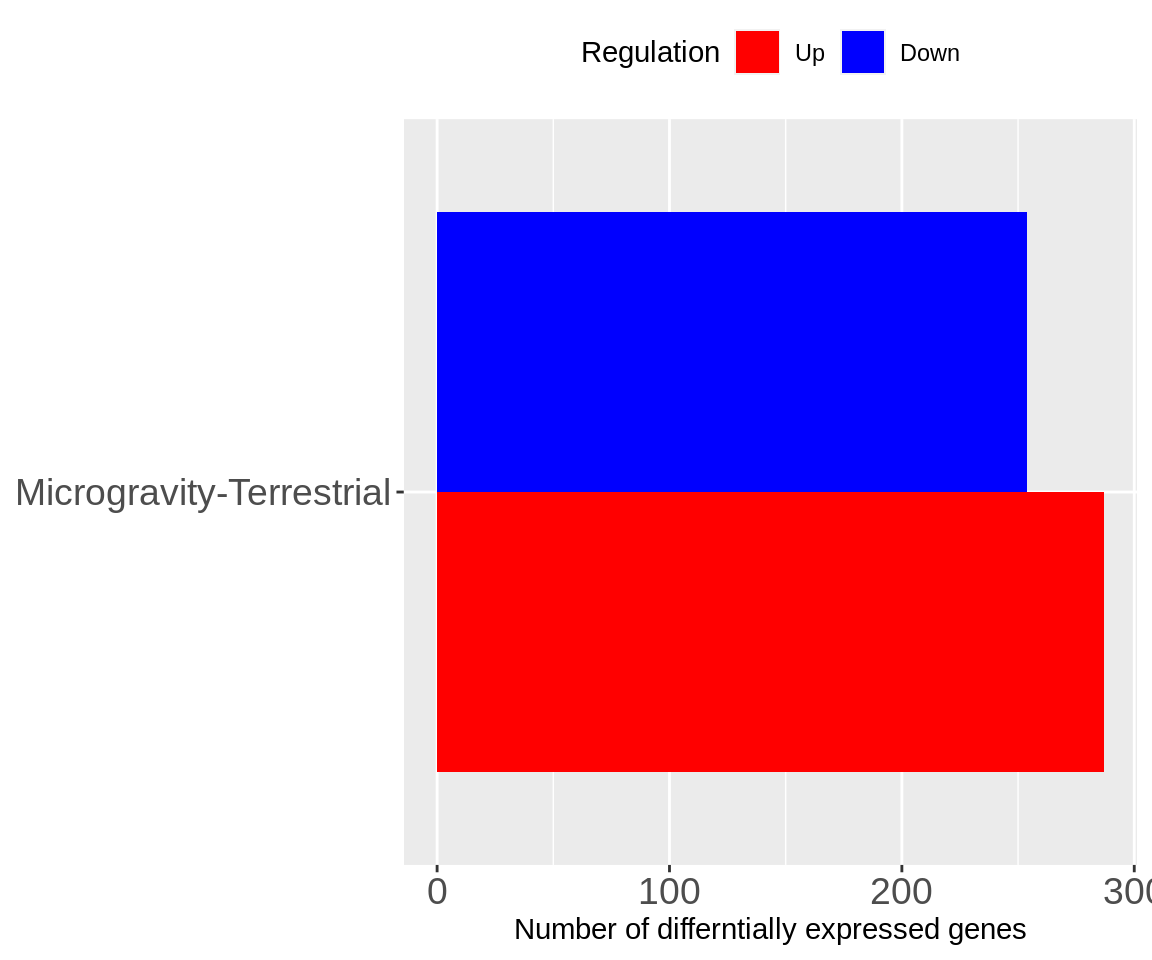 Regulation Up Down
Microgravity-Terrestrial
0 100 200 300
Number of differntially expressed genes